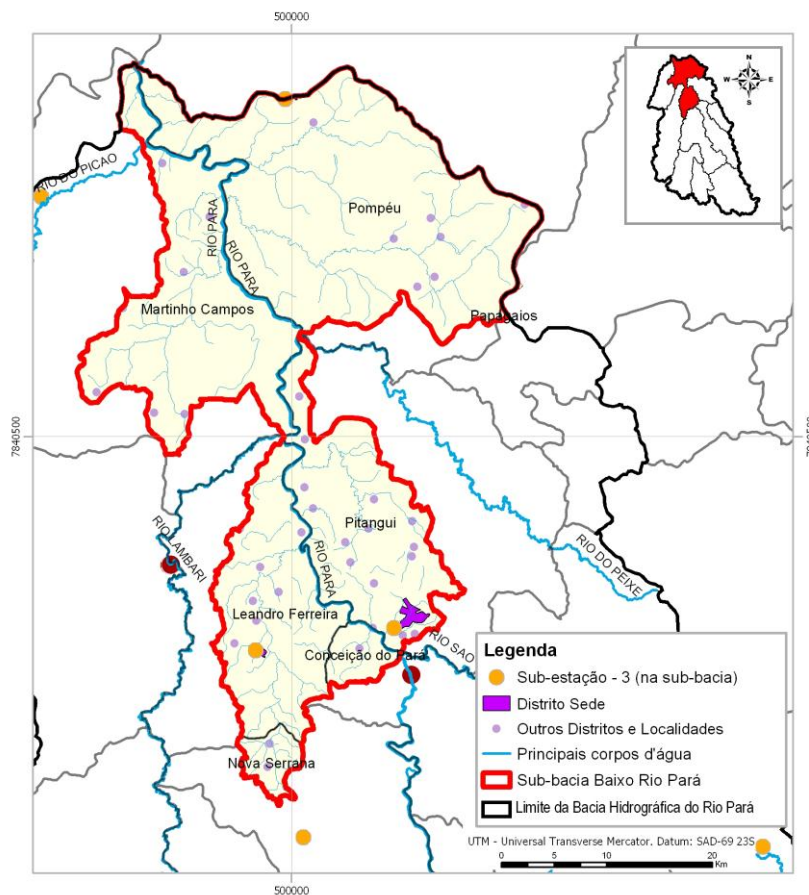 500000
N
W
E
S
RIO DO PICAO
Pompéu
RIO PARA
RIO PARA
Martinho Campos
Papagaios
7840500
7840500
Pitangui
RIO LAMBARI
RIO PARA
RIO DO PEIXE
Leandro Ferreira
Conceição do Pará
RIO SAO
Nova Serrana
Legenda
Sub-estação - 3 (na sub-bacia)
Distrito Sede
Outros Distritos e Localidades
Principais corpos d'água
Sub-bacia Baixo Rio Pará
Limite da Bacia Hidrográfica do Rio Pará
UTM - Universal Transverse Mercator. Datum: SAD-69 23S
0 5 10 20
Km
500000